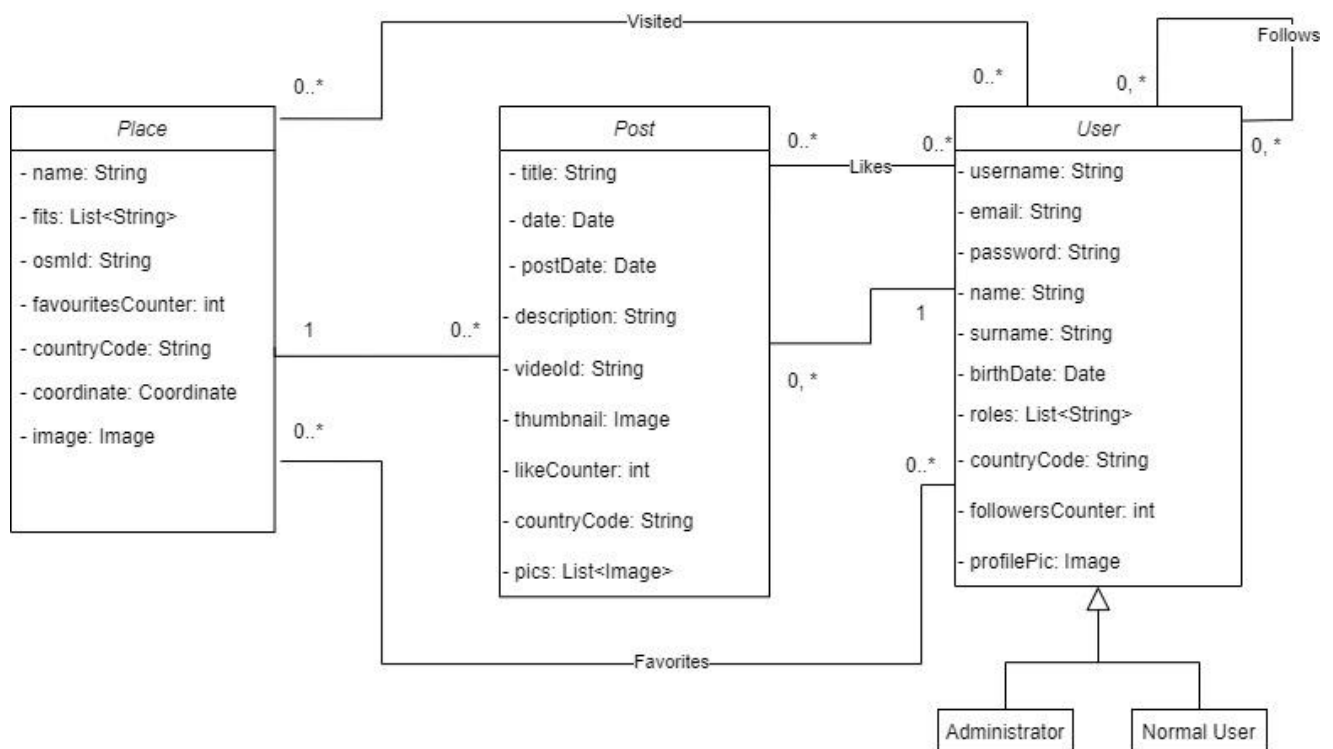 Visited
Follows
0..*
0..*
0, *
0, *
Place
- name: String
- fits: List<String>
- osmId: String
- favouritesCounter: int
- countryCode: String
- coordinate: Coordinate
- image: Image
1
0..*
0..*
Post
- title: String
- date: Date
- postDate: Date
- description: String
- videoId: String
- thumbnail: Image
- likeCounter: int
- countryCode: String
- pics: List<Image>
0..*
Likes
0..*
1
0, *
0..*
User
- username: String
- email: String
- password: String
- name: String
- surname: String
- birthDate: Date
- roles: List<String>
- countryCode: String
- followersCounter: int
- profilePic: Image
Favorites
Administrator
Normal User